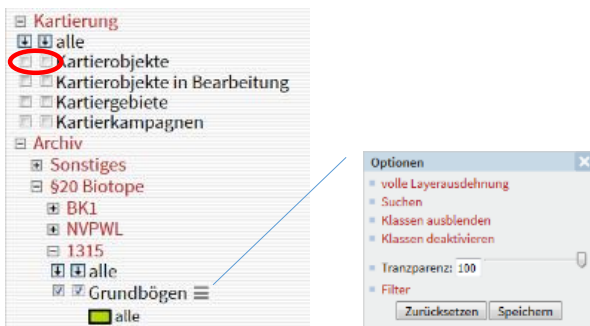 Kartierung
alle
Kartierobjekte
Kartierobjekte in Bearbeitung
Kartiergebiete
Kartierkampagnen
Archiv
Sonstiges
§20 Biotope
BK1
NVPWL
1315
alle
Grundbögen
alle
Optionen
volle Layerausdehnung
Suchen
Klassen ausblenden
Klassen deaktivieren
Tranzparenz: 100
Filter
Zurücksetzen Speichern